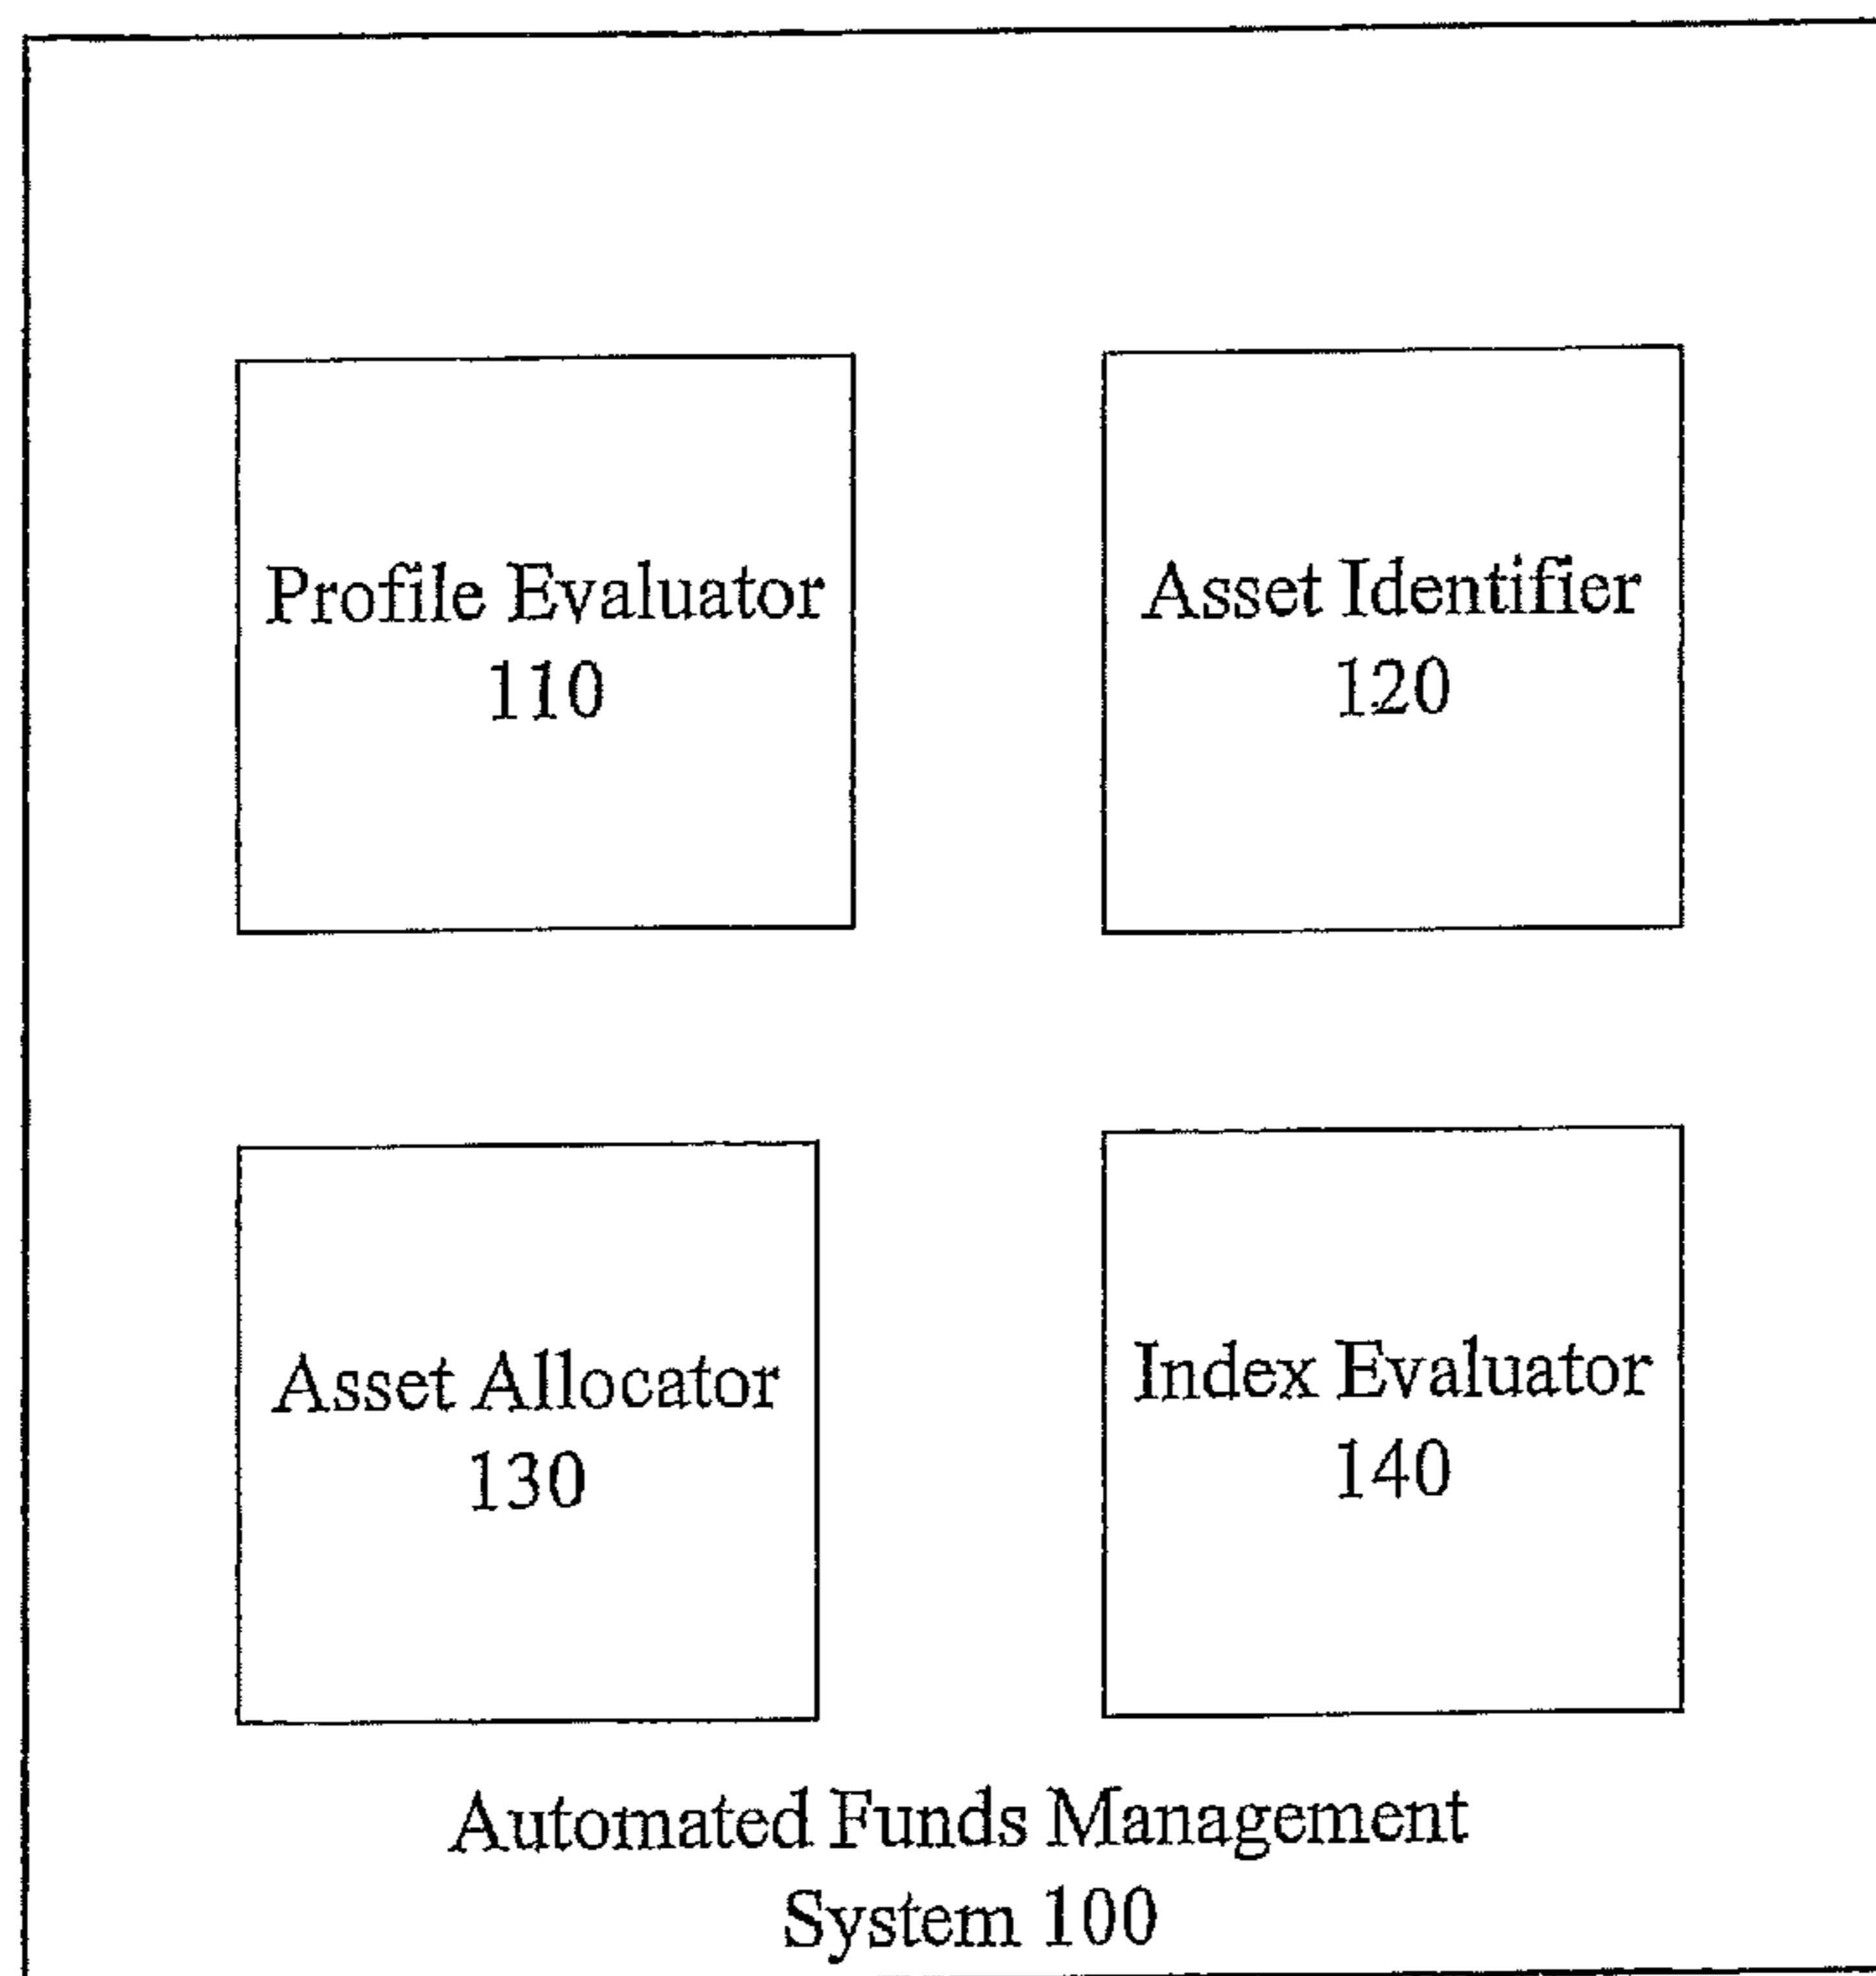 Profile Evaluator
110
Asset Identifier
120
Asset Allocator
130
Index Evaluator
140
Automated Funds Management
System 100